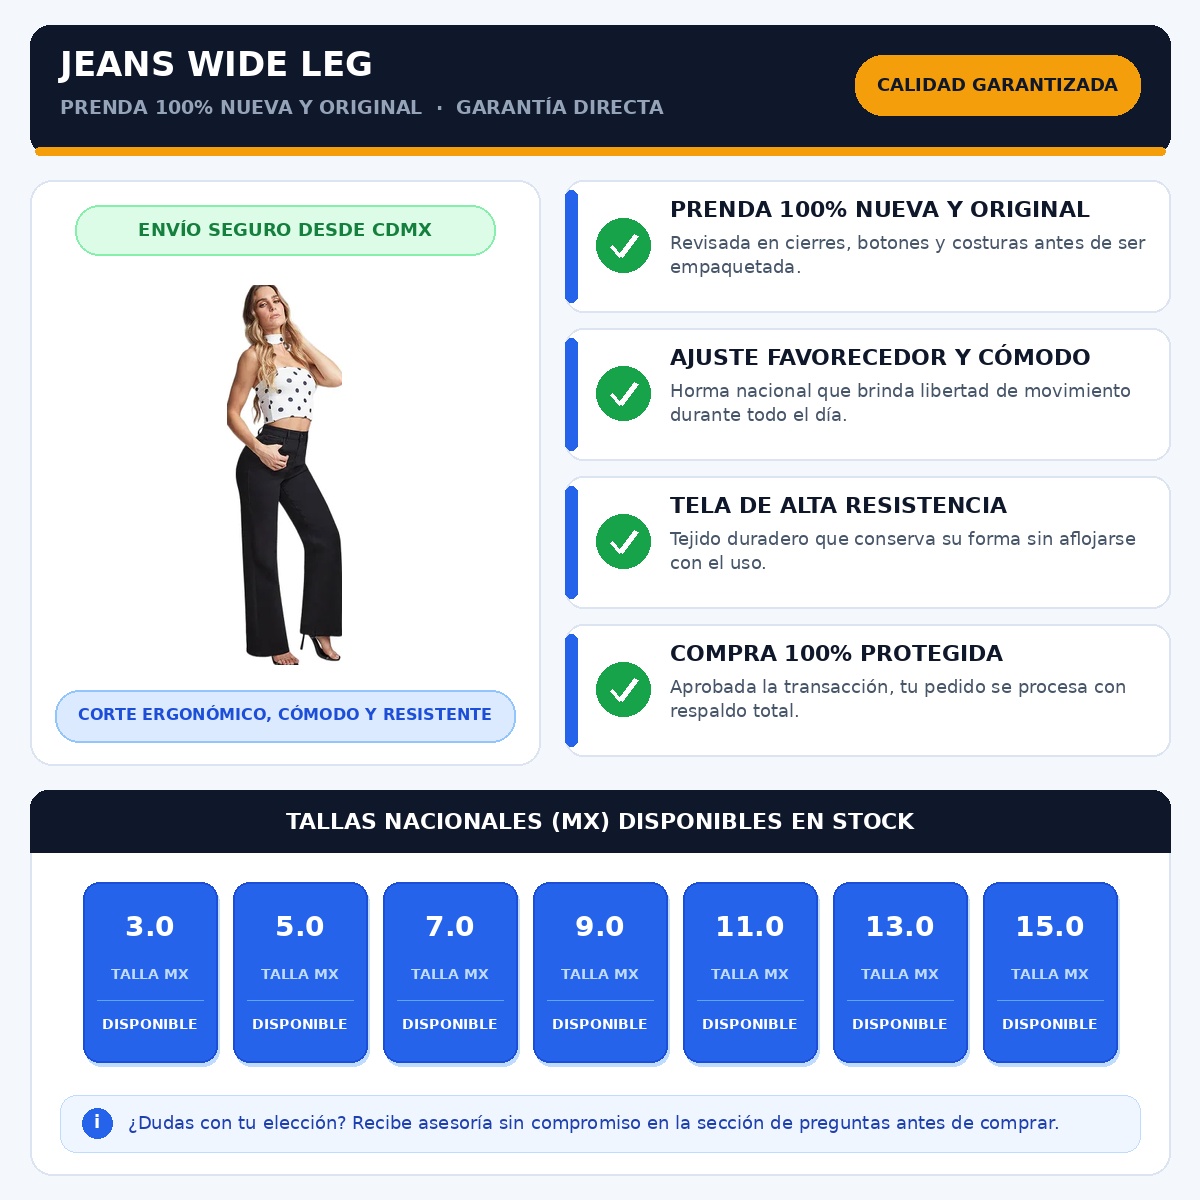 JEANS WIDE LEG
PRENDA 100% NUEVA Y ORIGINAL · GARANTÍA DIRECTA
CALIDAD GARANTIZADA
ENVÍO SEGURO DESDE CDMX
CORTE ERGONÓMICO, CÓMODO Y RESISTENTE
PRENDA 100% NUEVA Y ORIGINAL
Revisada en cierres, botones y costuras antes de ser
empaquetada.
AJUSTE FAVORECEDOR Y CÓMODO
Horma nacional que brinda libertad de movimiento
durante todo el día.
TELA DE ALTA RESISTENCIA
Tejido duradero que conserva su forma sin aflojarse
con el uso.
COMPRA 100% PROTEGIDA
Aprobada la transacción, tu pedido se procesa con
respaldo total.
TALLAS NACIONALES (MX) DISPONIBLES EN STOCK
3.0
TALLA MX
DISPONIBLE
5.0
TALLA MX
DISPONIBLE
7.0
TALLA MX
DISPONIBLE
9.0
TALLA MX
DISPONIBLE
11.0
TALLA MX
DISPONIBLE
13.0
TALLA MX
DISPONIBLE
15.0
TALLA MX
DISPONIBLE
i ¿Dudas con tu elección? Recibe asesoría sin compromiso en la sección de preguntas antes de comprar.